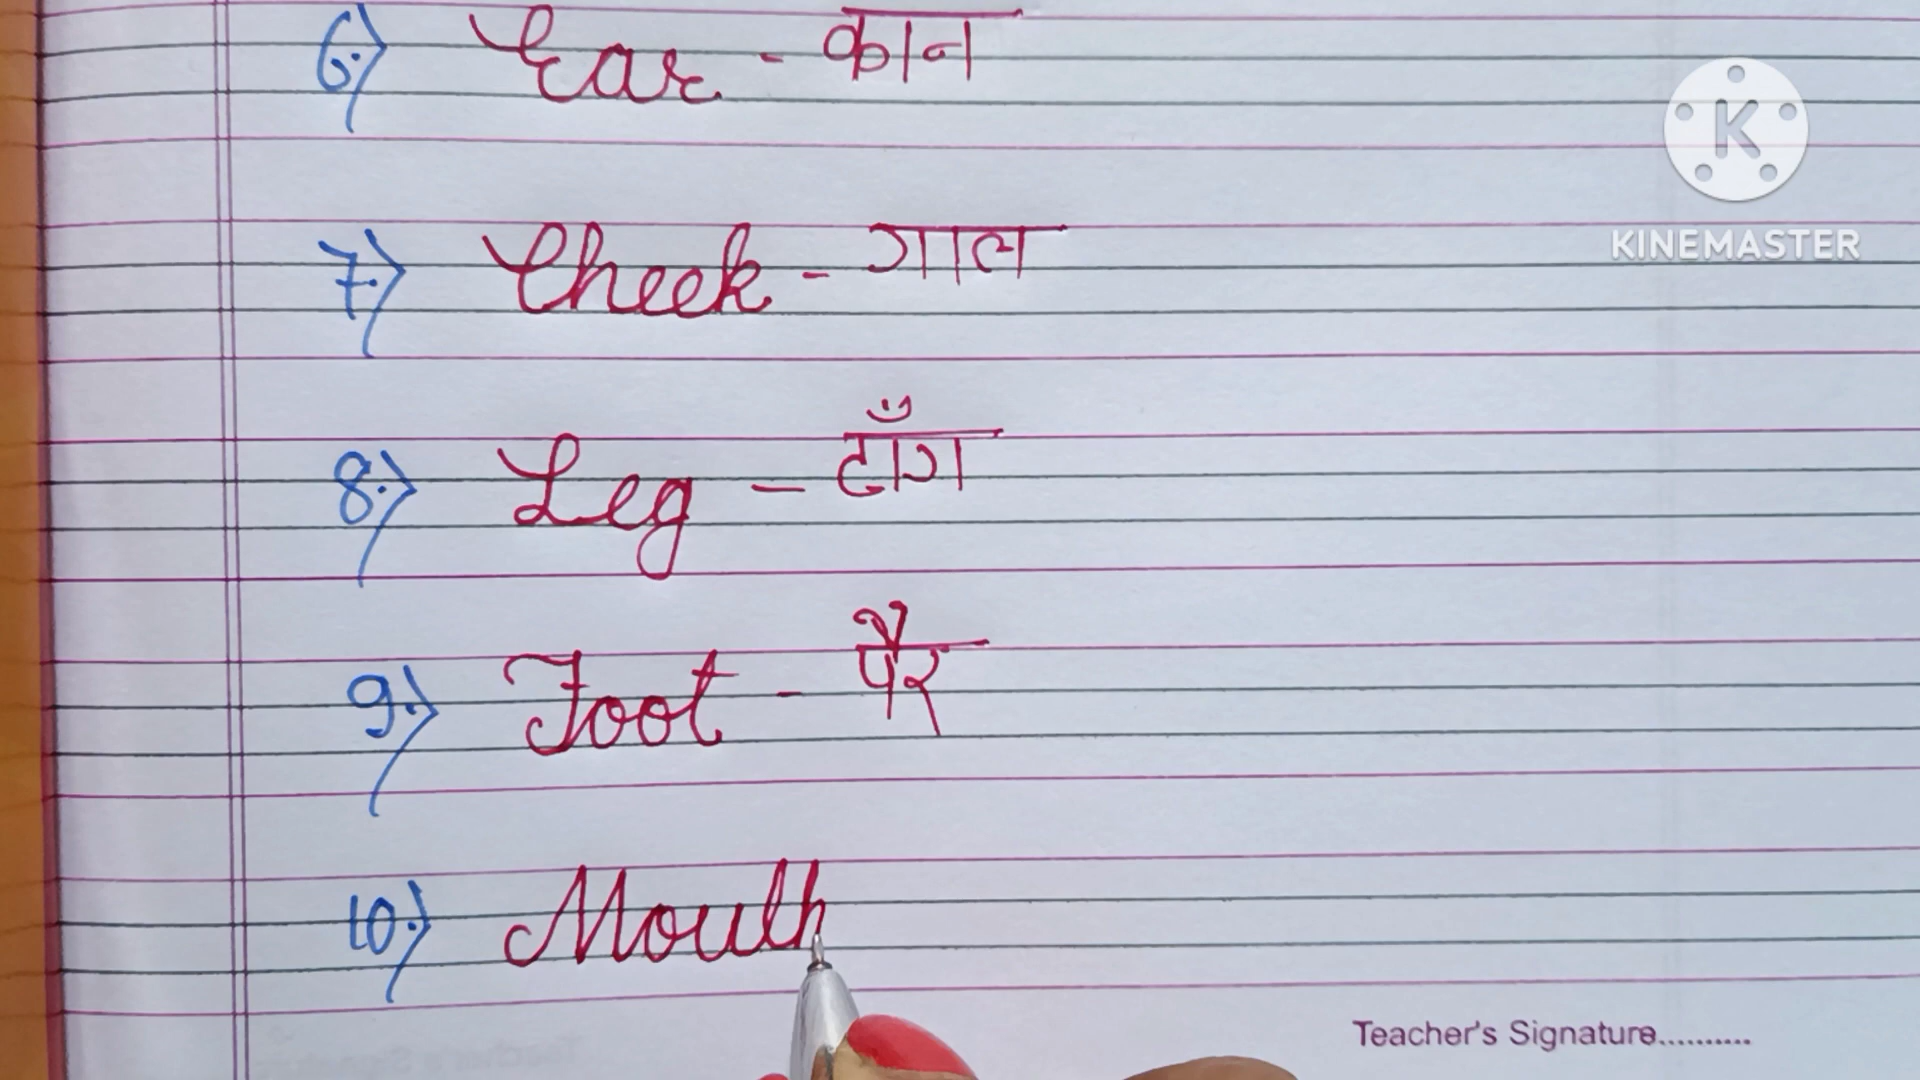 6.) Ear - कान
KINEMASTER
7.) Cheek - गाल
8.) Leg - टाँग
9.) Foot - पैर
10.) Mouth
Teacher's Signature..........